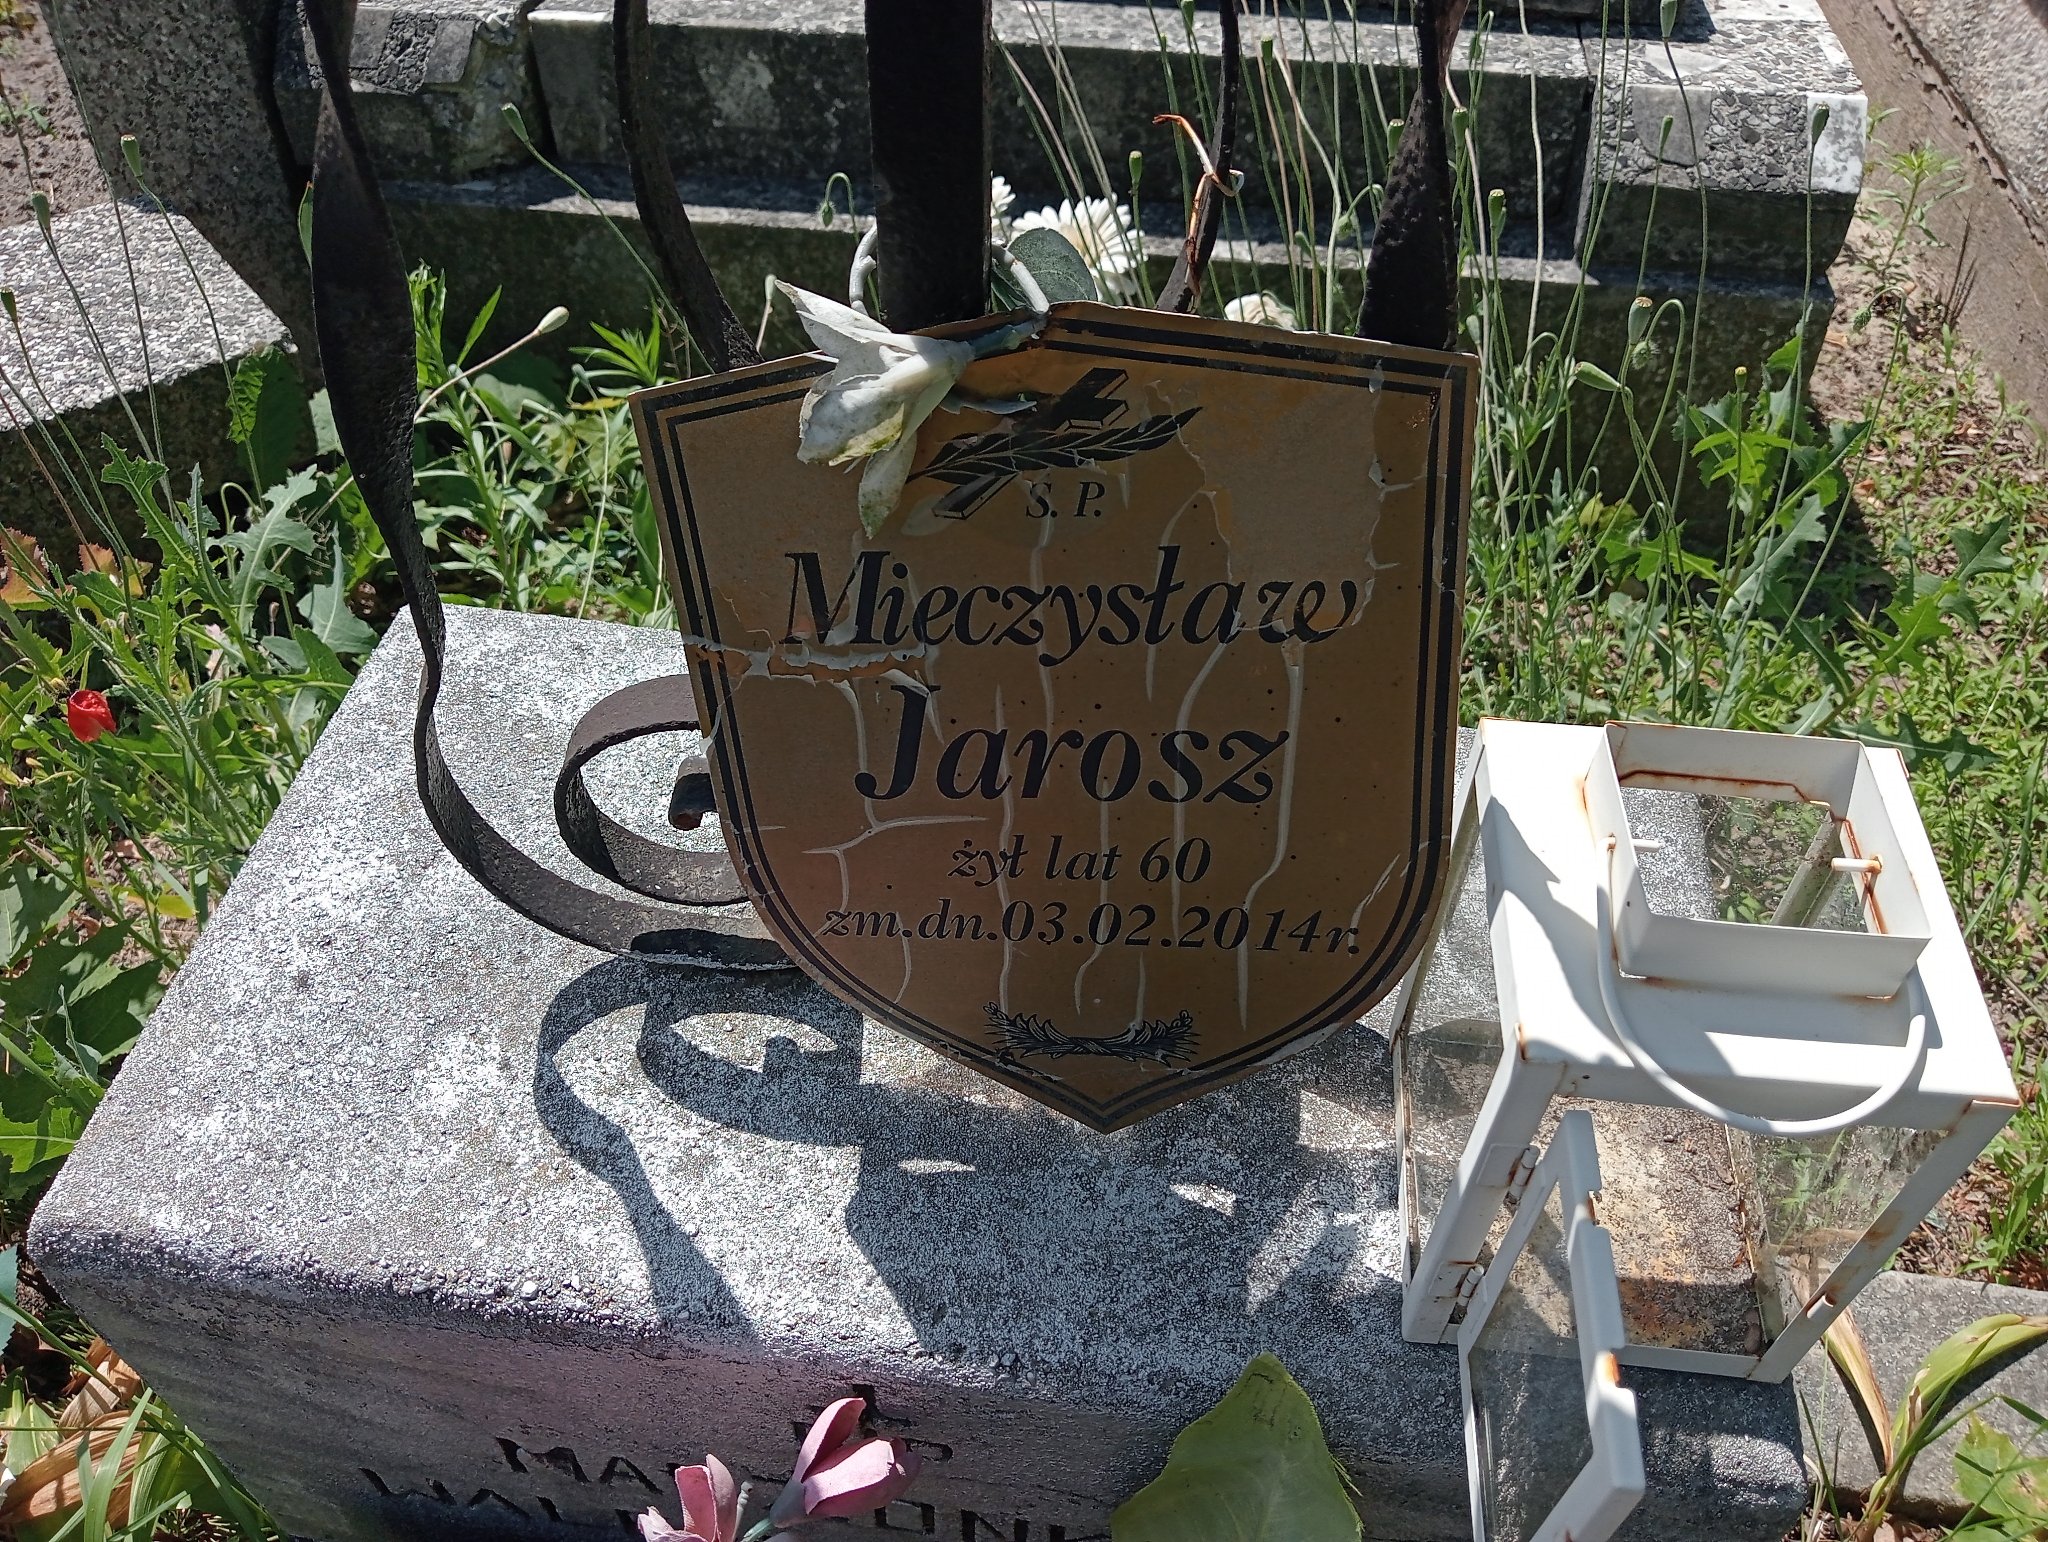 S. P.
Mieczysław
Jarosz
żył lat 60
zm.dn.03.02.2014r.